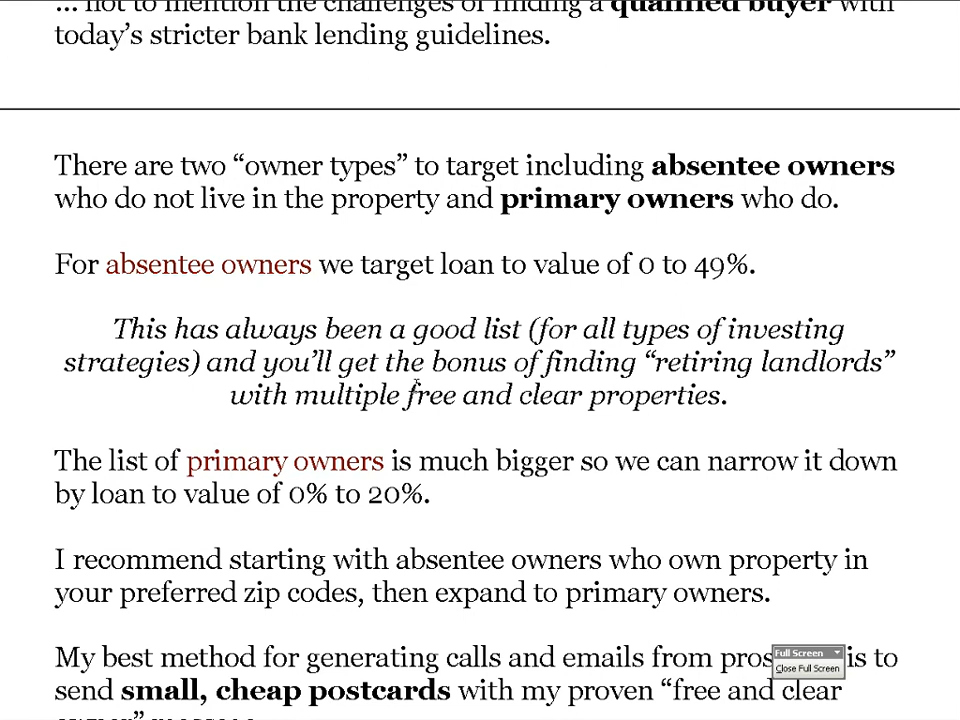 ... not to mention the challenges of finding a qualified buyer with
today's stricter bank lending guidelines.
There are two “owner types” to target including absentee owners
who do not live in the property and primary owners who do.
For absentee owners we target loan to value of 0 to 49%.
This has always been a good list (for all types of investing
strategies) and you'll get the bonus of finding “retiring landlords”
with multiple free and clear properties.
The list of primary owners is much bigger so we can narrow it down
by loan to value of 0% to 20%.
I recommend starting with absentee owners who own property in
your preferred zip codes, then expand to primary owners.
My best method for generating calls and emails from is to
Full Screen
Close Full Screen
send small, cheap postcards with my proven “free and clear